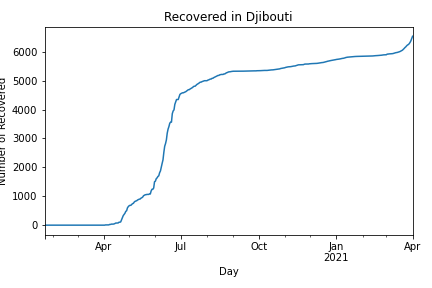 Recovered in Djibouti
Number of Recovered
6000
5000
4000
3000
2000
1000
0
Apr
Jul
Oct
Jan
2021
Apr
Day